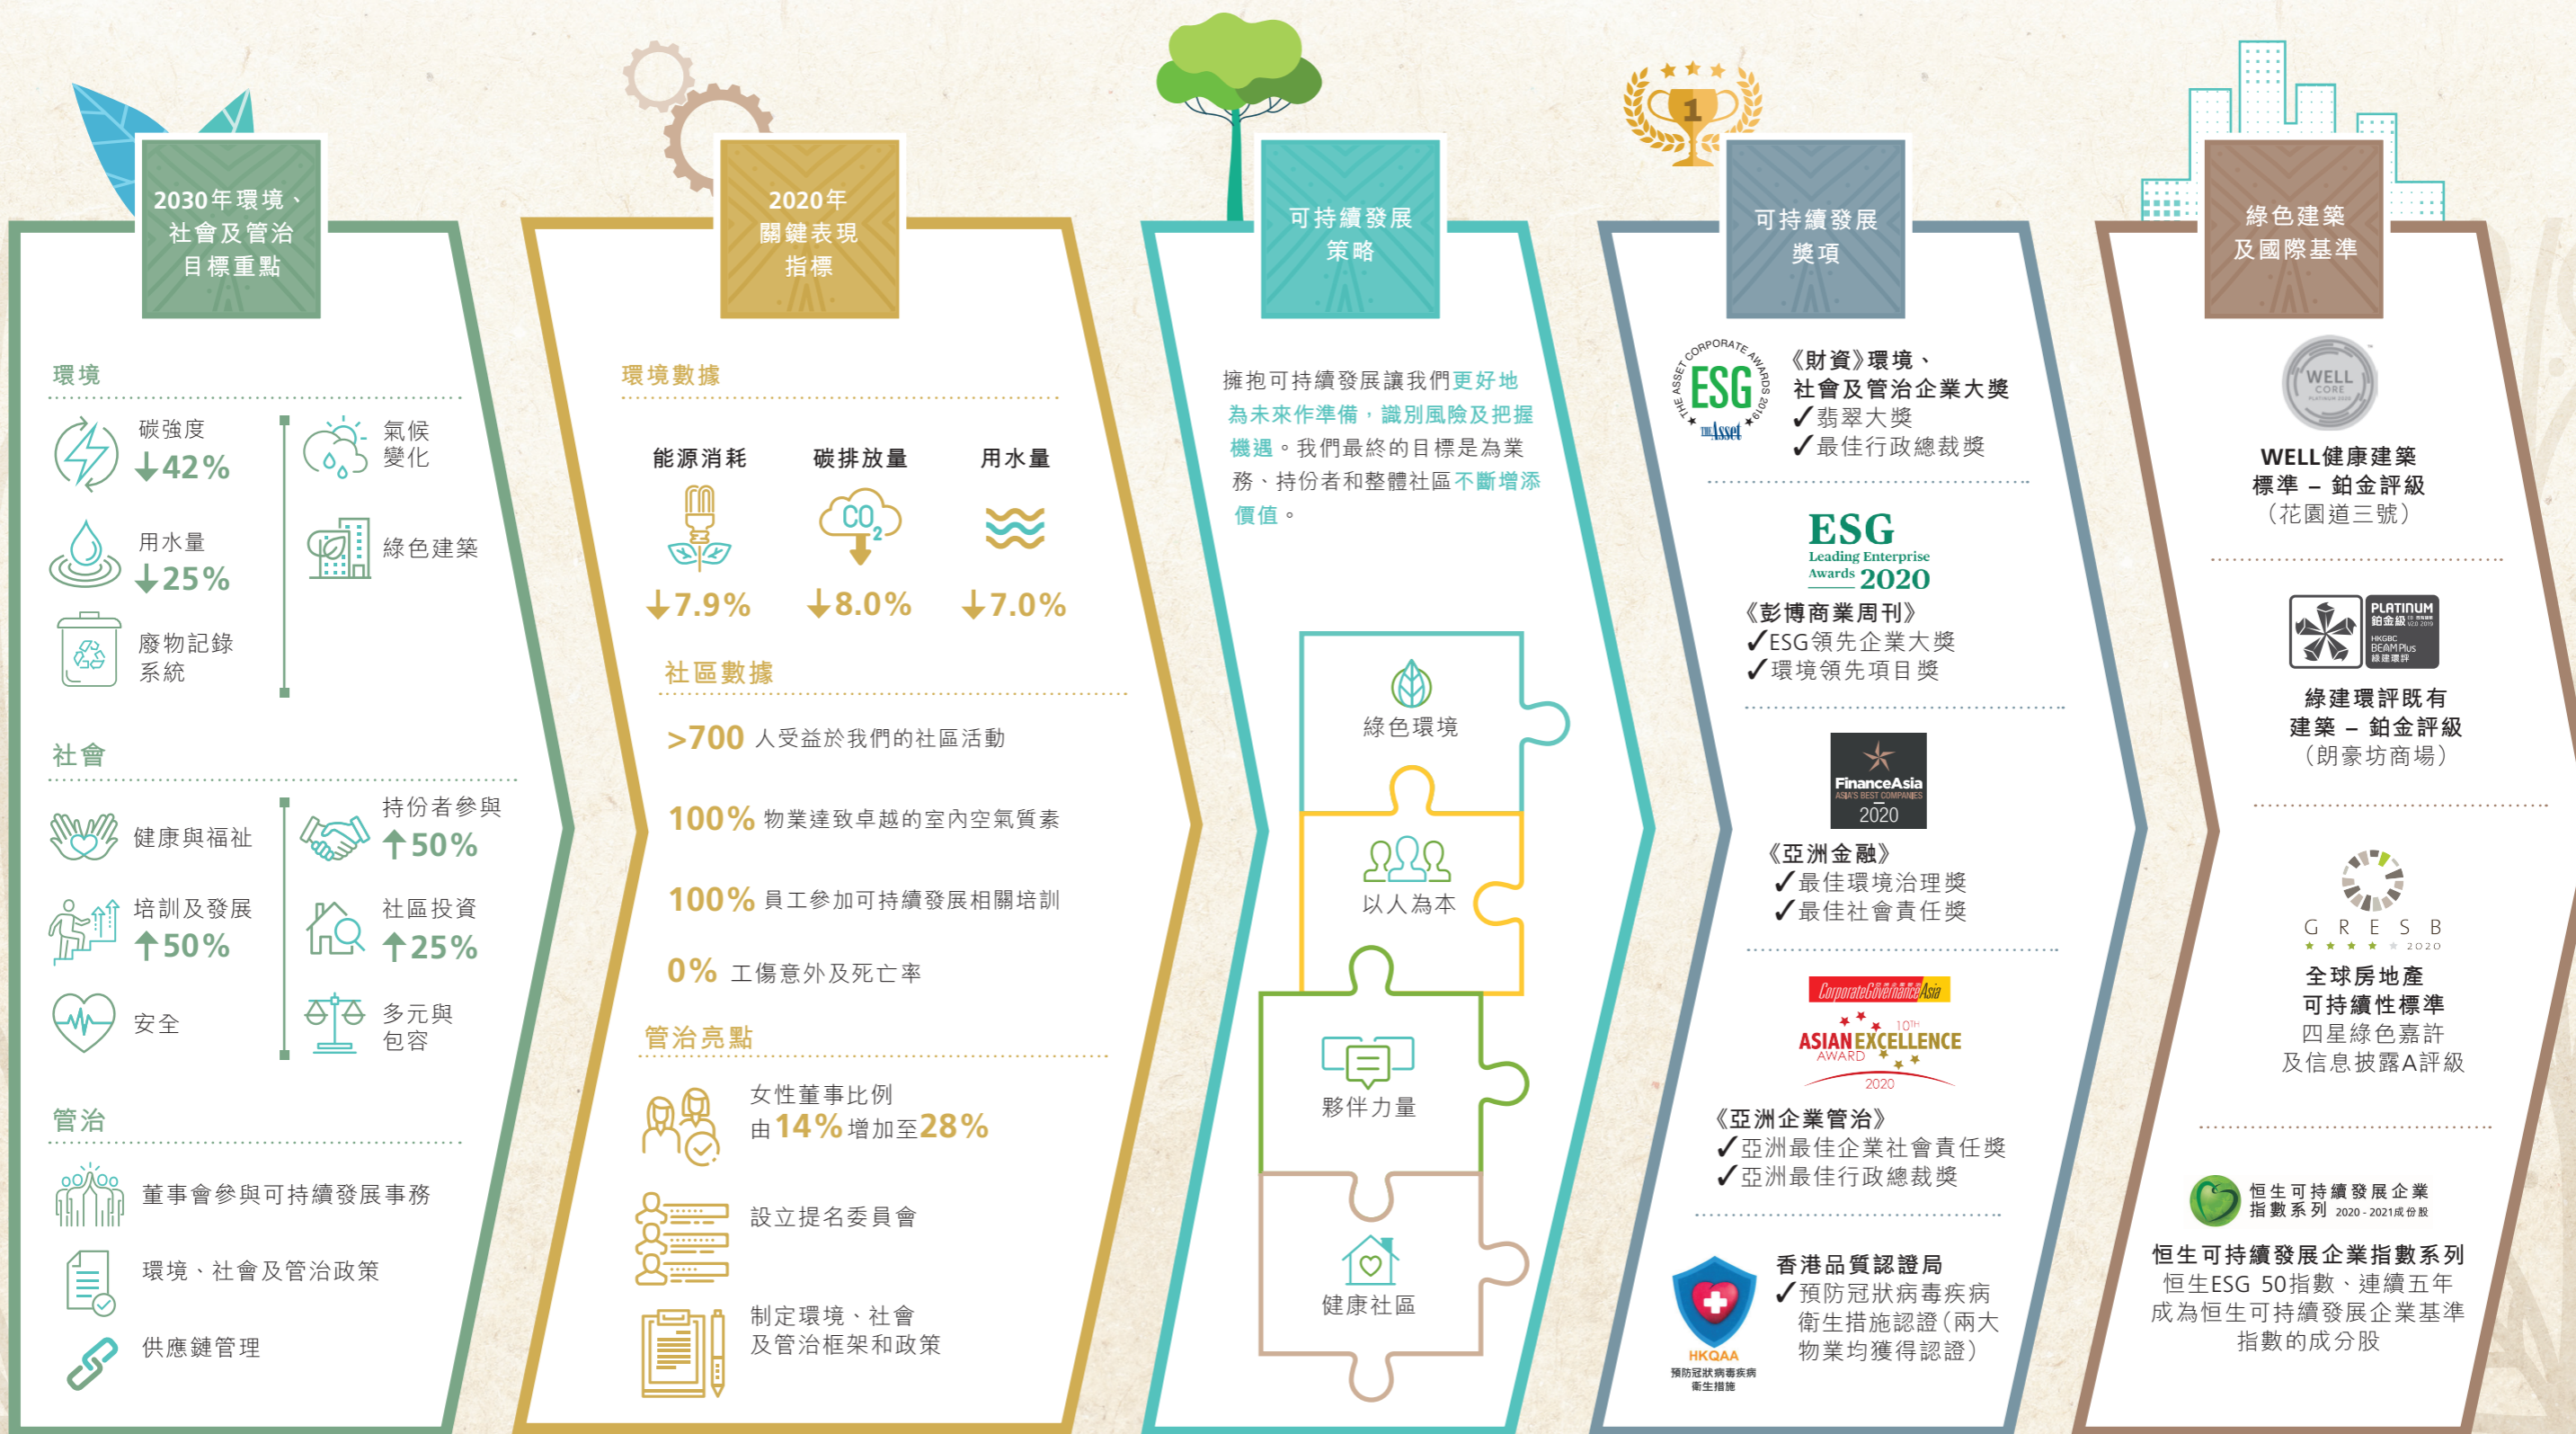 2030年環境、
社會及管治
目標重點
環境
碳強度
↓42%
用水量
↓25%
廢物記錄
系統
氣候
變化
綠色建築
社會
健康與福祉
培訓及發展
↑50%
安全
持份者參與
↑50%
社區投資
↑25%
多元與
包容
管治
董事會參與可持續發展事務
環境、社會及管治政策
供應鏈管理
2020年
關鍵表現
指標
環境數據
能源消耗
↓7.9%
碳排放量
CO2
↓8.0%
用水量
↓7.0%
社區數據
>700 人受益於我們的社區活動
100% 物業達致卓越的室內空氣質素
100% 員工參加可持續發展相關培訓
0% 工傷意外及死亡率
管治亮點
女性董事比例
由14%增加至28%
設立提名委員會
制定環境、社會
及管治框架和政策
可持續發展
策略
擁抱可持續發展讓我們更好地
為未來作準備，識別風險及把握
機遇。我們最終的目標是為業
務、持份者和整體社區不斷增添
價值。
綠色環境
以人為本
夥伴力量
健康社區
可持續發展
獎項
1
THE ASSET CORPORATE AWARDS 2019
ESG
THE Asset
《財資》環境、
社會及管治企業大獎
✓翡翠大獎
✓最佳行政總裁獎
ESG
Leading Enterprise
Awards 2020
《彭博商業周刊》
✓ESG領先企業大獎
✓環境領先項目獎
FinanceAsia
ASIA'S BEST COMPANIES
2020
《亞洲金融》
✓最佳環境治理獎
✓最佳社會責任獎
CorporateGovernanceAsia
10TH
ASIAN EXCELLENCE
AWARD
2020
《亞洲企業管治》
✓亞洲最佳企業社會責任獎
✓亞洲最佳行政總裁獎
HKQAA
預防冠狀病毒疾病
衛生措施
香港品質認證局
✓預防冠狀病毒疾病
衛生措施認證（兩大
物業均獲得認證）
綠色建築
及國際基準
WELL
CORE
PLATINUM 2020
WELL健康建築
標準 – 鉑金評級
（花園道三號）
PLATINUM
鉑金級
V2.0 2019
HKGBC
BEAM Plus
綠建環評
綠建環評既有
建築 – 鉑金評級
（朗豪坊商場）
G R E S B
2020
全球房地產
可持續性標準
四星綠色嘉許
及信息披露A評級
恒生可持續發展企業
指數系列 2020 - 2021成份股
恒生可持續發展企業指數系列
恒生ESG 50指數、連續五年
成為恒生可持續發展企業基準
指數的成分股